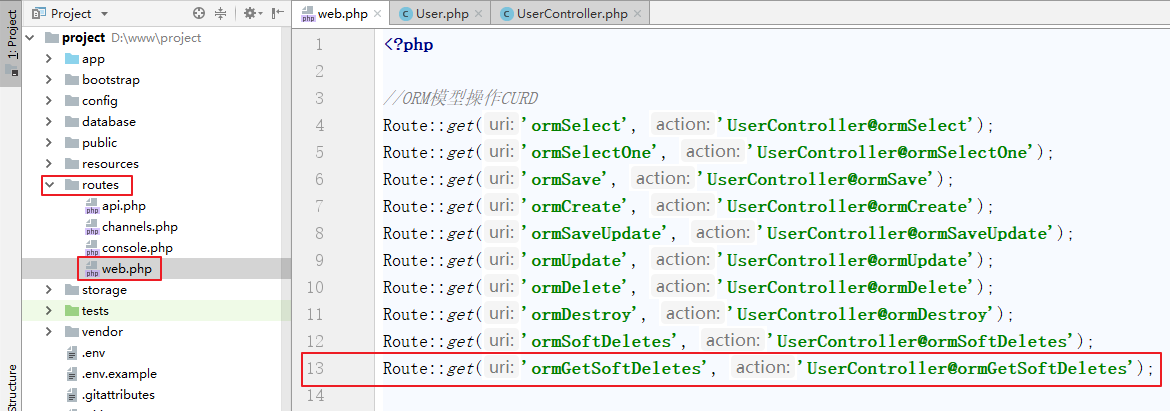 Project
web.php
User.php
UserController.php
1: Project
Structure
project D:\www\project
app
bootstrap
config
database
public
resources
routes
api.php
channels.php
console.php
web.php
storage
tests
vendor
.env
.env.example
.gitattributes
1 <?php
2
3 //ORM模型操作CURD
4 Route::get( uri: 'ormSelect', action: 'UserController@ormSelect');
5 Route::get( uri: 'ormSelectOne', action: 'UserController@ormSelectOne');
6 Route::get( uri: 'ormSave', action: 'UserController@ormSave');
7 Route::get( uri: 'ormCreate', action: 'UserController@ormCreate');
8 Route::get( uri: 'ormSaveUpdate', action: 'UserController@ormSaveUpdate');
9 Route::get( uri: 'ormUpdate', action: 'UserController@ormUpdate');
10 Route::get( uri: 'ormDelete', action: 'UserController@ormDelete');
11 Route::get( uri: 'ormDestroy', action: 'UserController@ormDestroy');
12 Route::get( uri: 'ormSoftDeletes', action: 'UserController@ormSoftDeletes');
13 Route::get( uri: 'ormGetSoftDeletes', action: 'UserController@ormGetSoftDeletes');
14